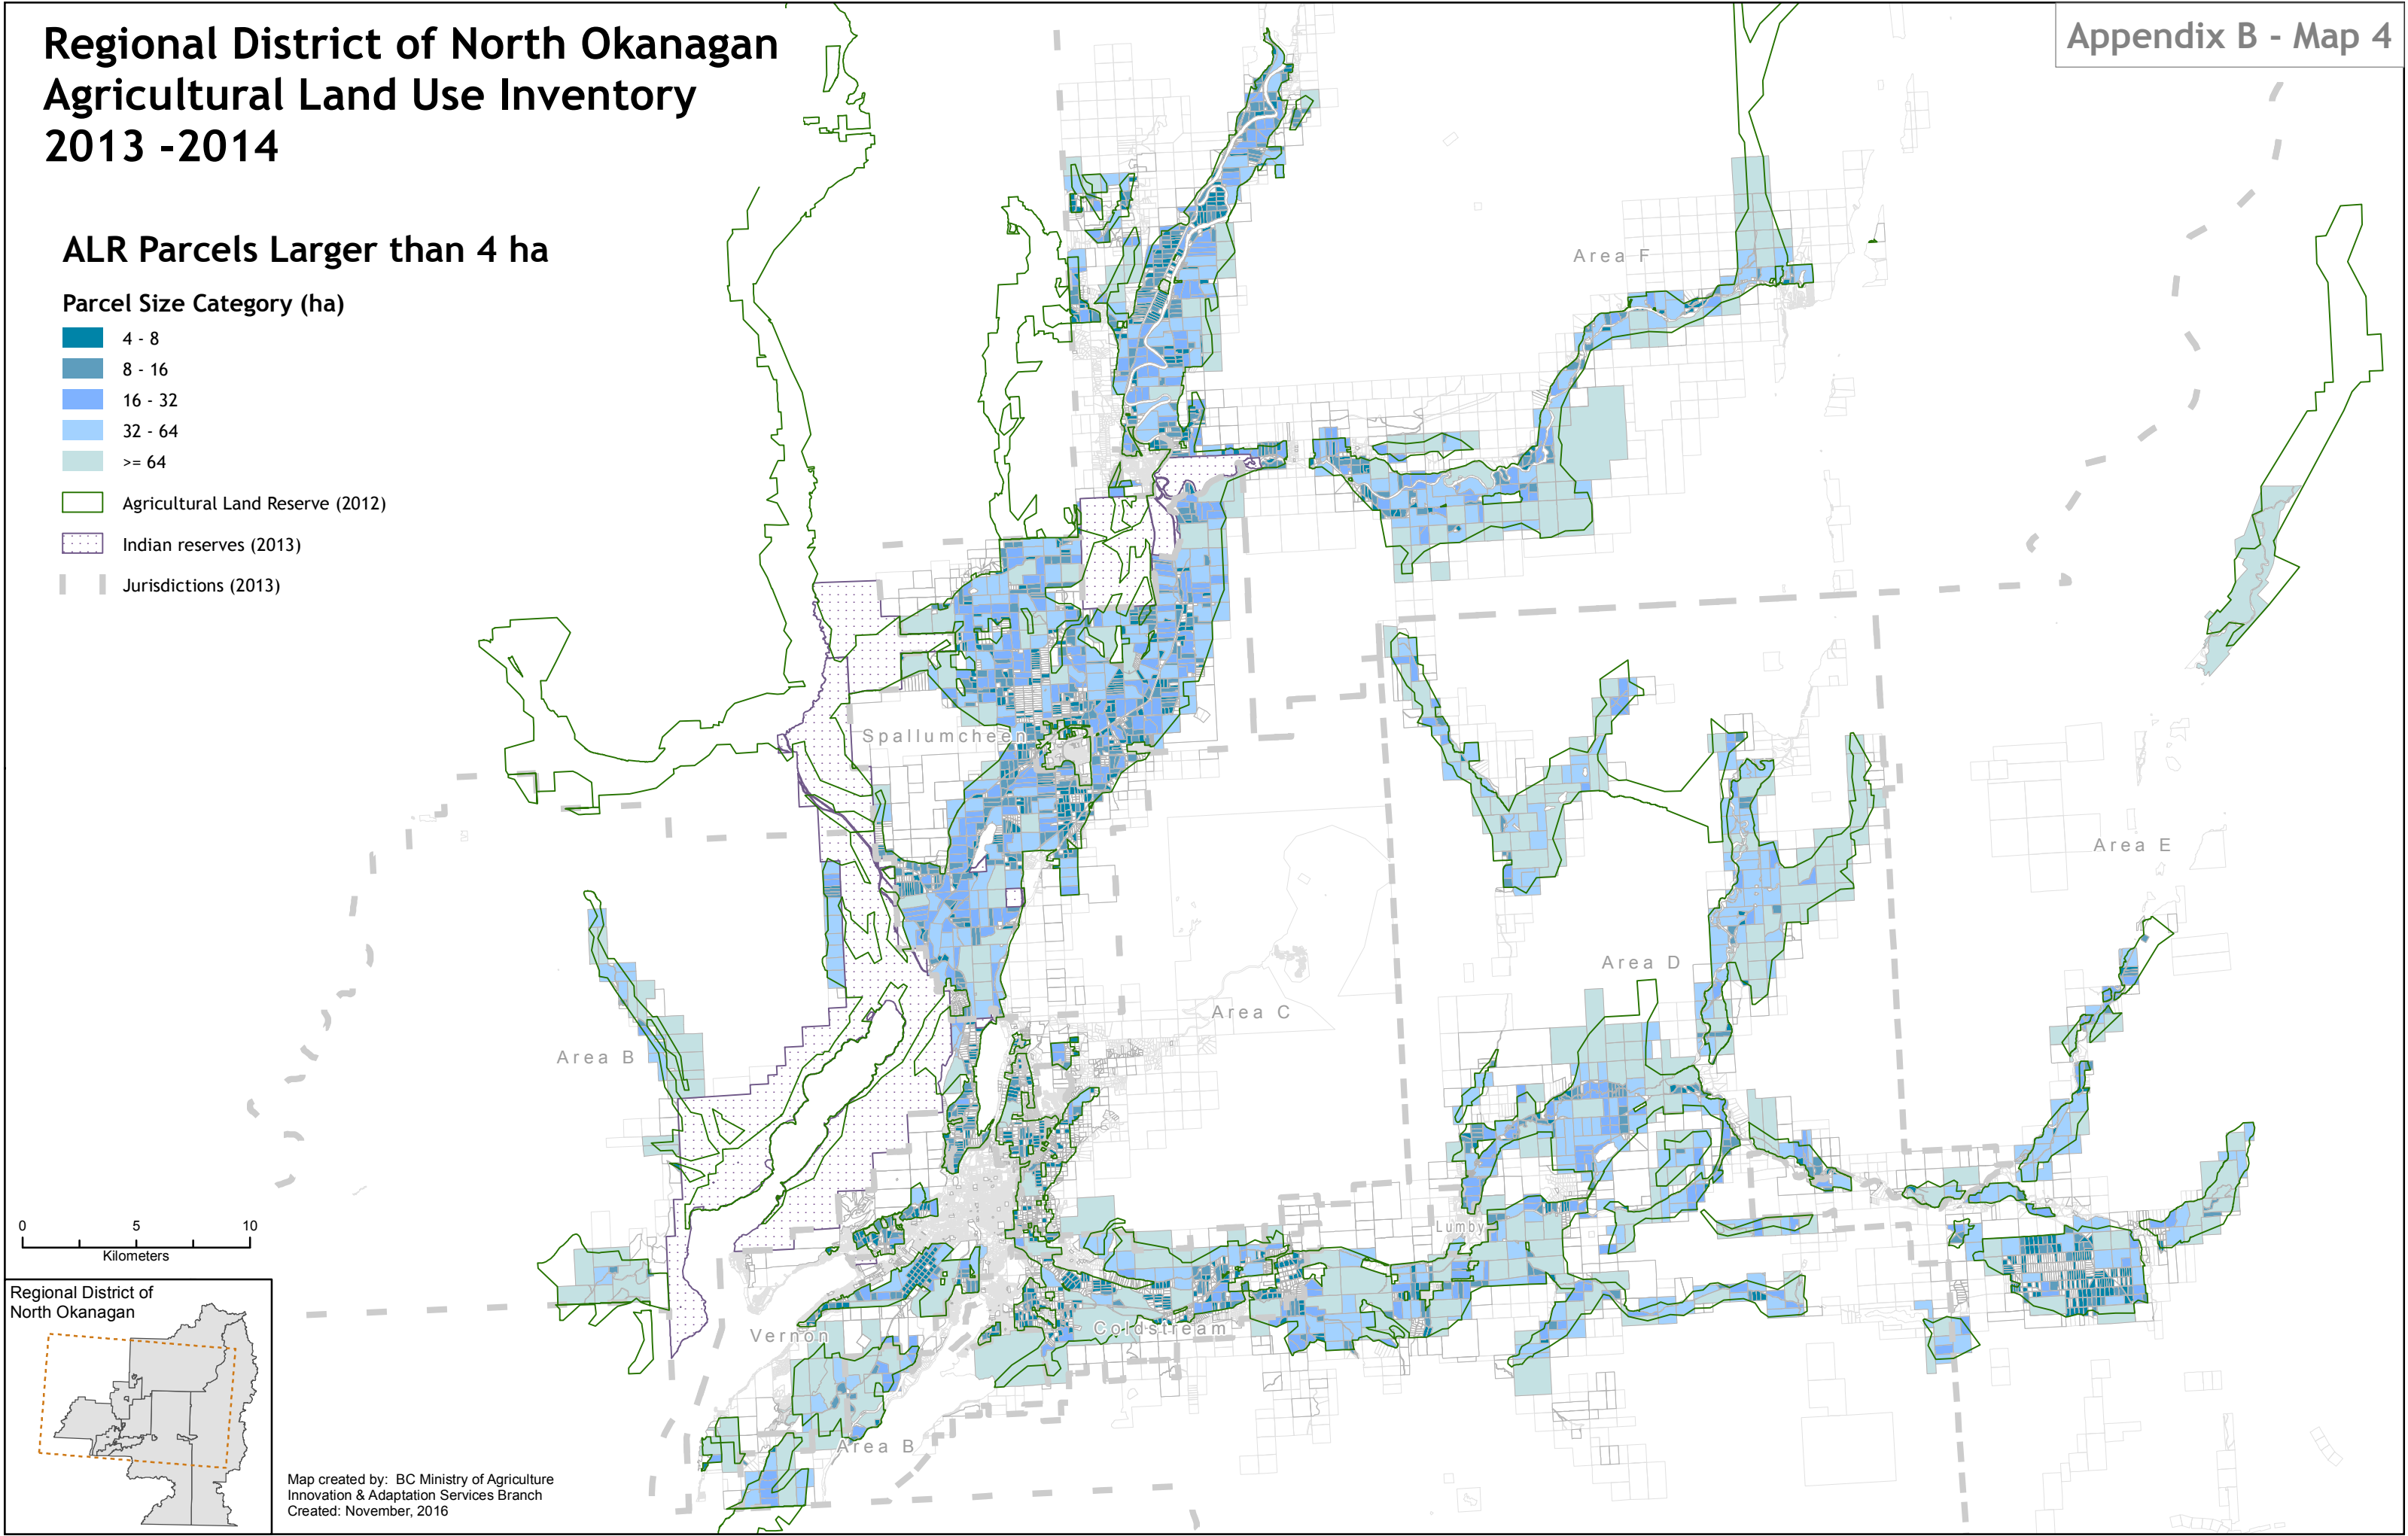 Regional District of North Okanagan
Agricultural Land Use Inventory
2013 -2014
Appendix B - Map 4
ALR Parcels Larger than 4 ha
Parcel Size Category (ha)
4 - 8
8 - 16
16 - 32
32 - 64
>= 64
Agricultural Land Reserve (2012)
Indian reserves (2013)
Jurisdictions (2013)
Area F
Spallumcheen
Area E
Area D
Area C
Area B
Lumby
Coldstream
Vernon
Area B
0 5 10
Kilometers
Regional District of
North Okanagan
Map created by: BC Ministry of Agriculture
Innovation & Adaptation Services Branch
Created: November, 2016